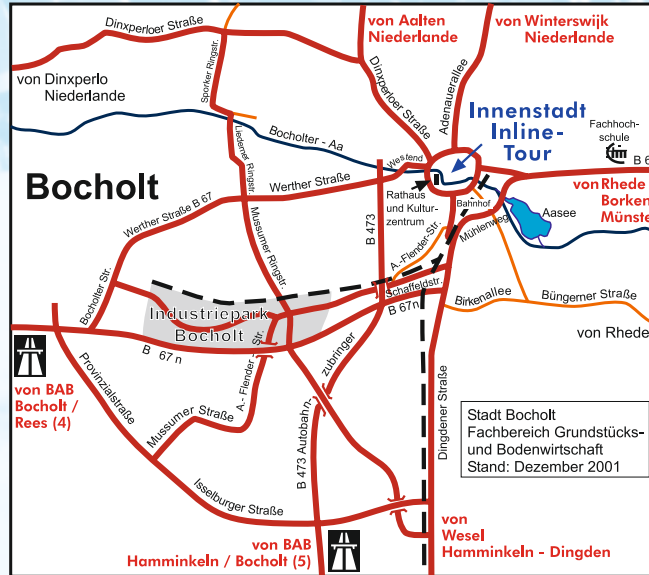 Dinxperloer Straße
von Aalten
Niederlande
von Winterswijk
Niederlande
von Dinxperlo
Niederlande
Sporker Ringstr.
Dinxperloer Straße
Adenauerallee
Innenstadt
Inline-
Tour
Fachhoch-
schule
Bocholter - Aa
Liederner Ringstr.
Westend
B 6
Bocholt
Werther Straße
Rathaus
und Kultur-
zentrum
Bahnhof
von Rhede
Borken
Münste
Aasee
Werther Straße B 67
Mussumer Ringstr.
B 473
A.-Flender-Str.
Mühlenweg
Bocholter Str.
Schaffeldstr.
B 67n
Birkenallee
Büngerner Straße
Industriepark
Bocholt
B 67 n
von Rhede
A.- Flender - Str.
zubringer
von BAB
Bocholt /
Rees (4)
Provinzialstraße
Mussumer Straße
B 473 Autobahn-
Dingdener Straße
Stadt Bocholt
Fachbereich Grundstücks-
und Bodenwirtschaft
Stand: Dezember 2001
Isselburger Straße
von BAB
Hamminkeln / Bocholt (5)
von
Wesel
Hamminkeln - Dingden